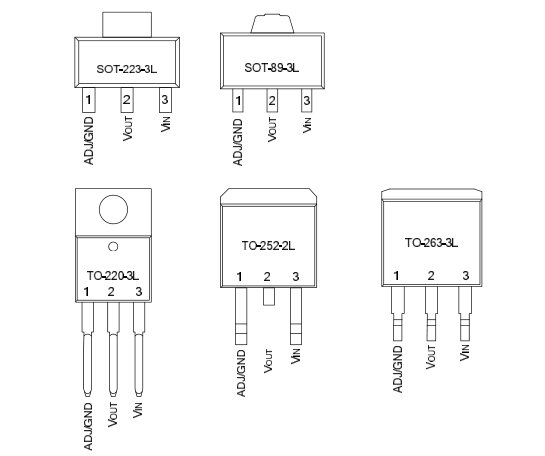 SOT-223-3L
1 2 3
ADJ/GND
VOUT
VIN
SOT-89-3L
1 2 3
ADJ/GND
VOUT
VIN
TO-220-3L
1 2 3
ADJ/GND
VOUT
VIN
TO-252-2L
1 2 3
ADJ/GND
VOUT
VIN
TO-263-3L
1 2 3
ADJ/GND
VOUT
VIN